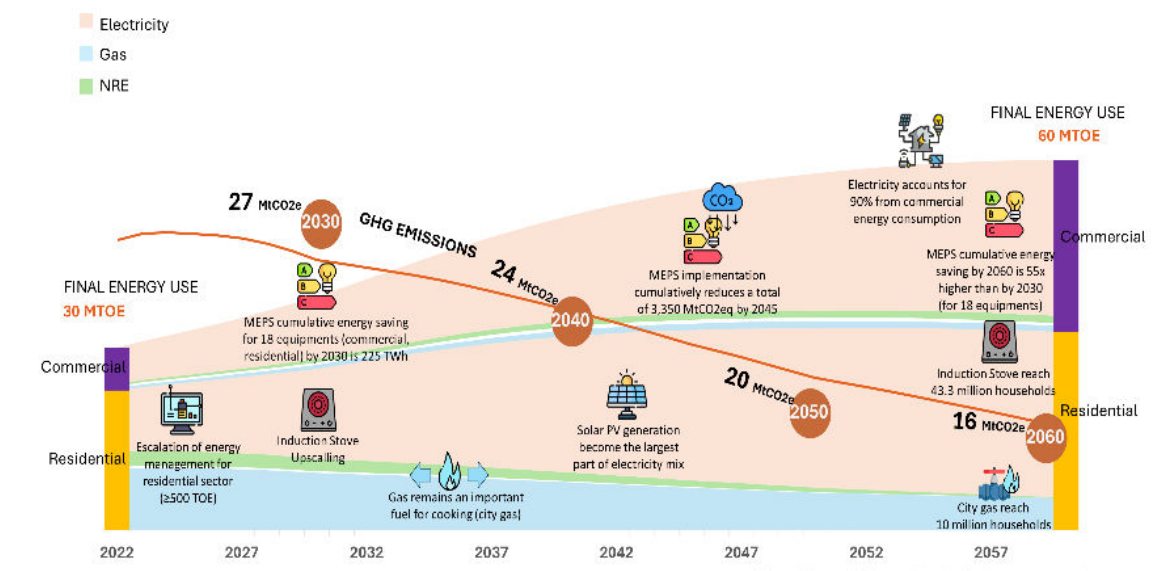 Electricity
Gas
NRE
FINAL ENERGY USE
60 MTOE
Electricity accounts for
90% from commercial
energy consumption
27 MtCO2e
2030
GHG EMISSIONS
CO₂
A
B
C
Commercial
24 MtCO2e
MEPS cumulative energy
saving by 2060 is 55x
higher than by 2030
(for 18 equipments)
A
B
C
MEPS implementation
cumulatively reduces a total
of 3,350 MtCO2eq by 2045
A
B
C
FINAL ENERGY USE
30 MTOE
MEPS cumulative energy saving
for 18 equipments (commercial,
residential) by 2030 is 225 TWh
2040
Commercial
Induction Stove reach
43.3 million households
20 MtCO2e
2050
Residential
16 MtCO2e
2060
Solar PV generation
become the largest
part of electricity mix
Induction Stove
Upscalling
Escalation of energy
management for
residential sector
(≥500 TOE)
Residential
Gas remains an important
fuel for cooking (city gas)
City gas reach
10 million households
2022
2027
2032
2037
2042
2047
2052
2057